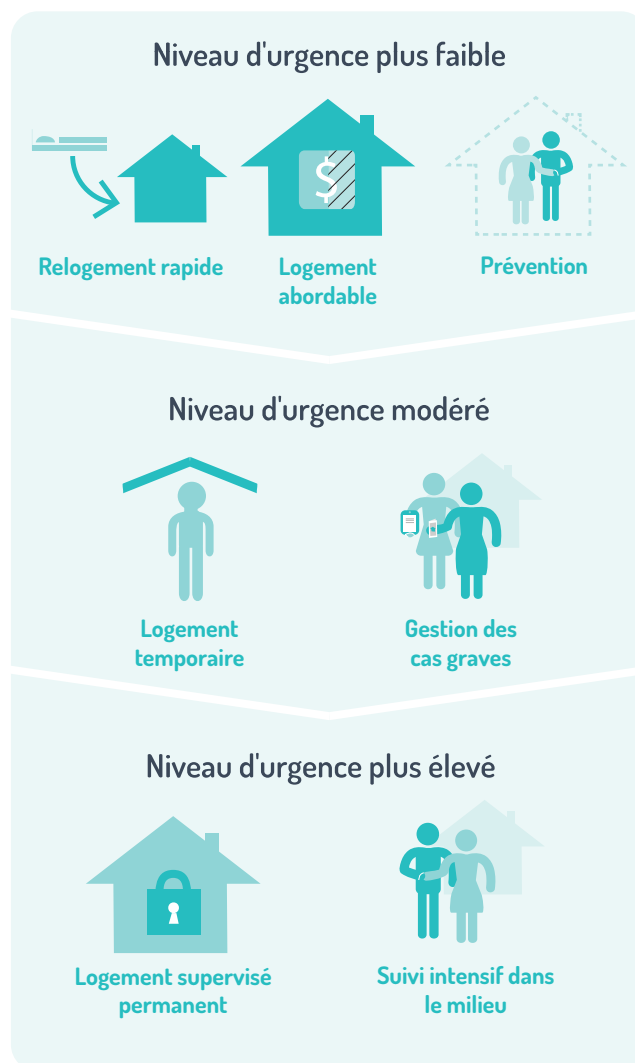 Niveau d'urgence plus faible
$
Relogement rapide
Logement
abordable
Prévention
Niveau d'urgence modéré
Logement
temporaire
Gestion des
cas graves
Niveau d'urgence plus élevé
Logement supervisé
permanent
Suivi intensif dans
le milieu